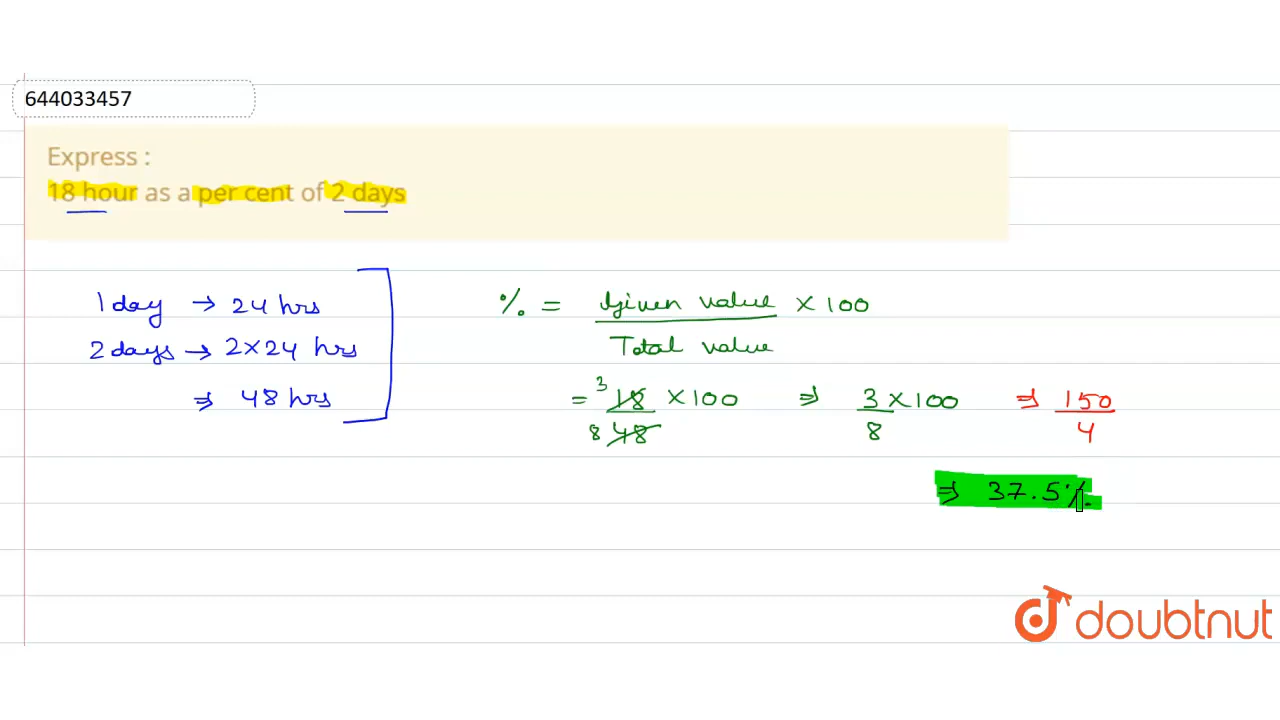 644033457
Express :
18 hour as a per cent of 2 days
1 day → 24 hrs
2 days → 2 × 24 hrs
⇒ 48 hrs
% = Given value / Total value × 100
= 3 18 / 8 48 × 100 ⇒ 3 / 8 × 100 ⇒ 150 / 4
⇒ 37.5%
doubtnut